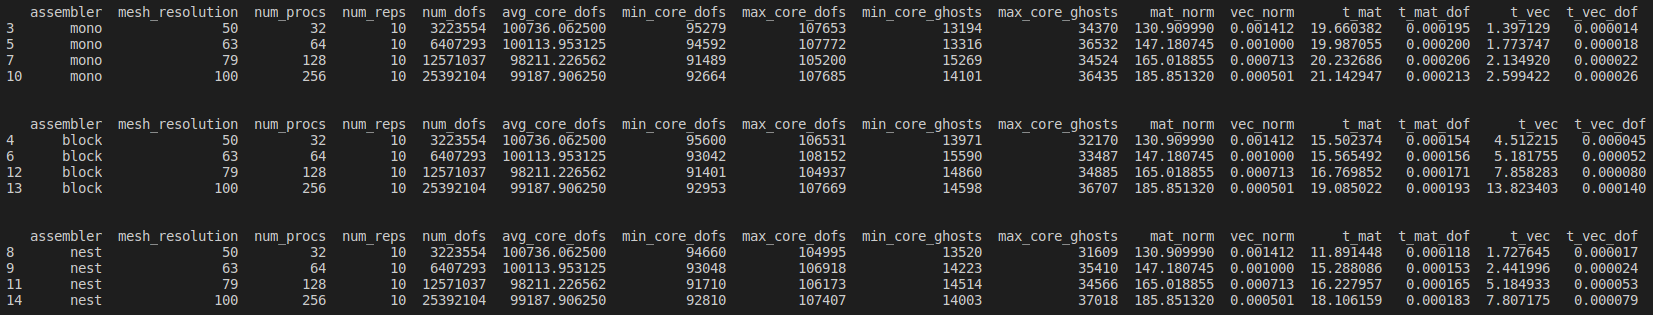 assembler mesh_resolution num_procs num_reps num_dofs avg_core_dofs min_core_dofs max_core_dofs min_core_ghosts max_core_ghosts mat_norm vec_norm t_mat t_mat_dof t_vec t_vec_dof
3 mono 50 32 10 3223554 100736.062500 95279 107653 13194 34370 130.909990 0.001412 19.660382 0.000195 1.397129 0.000014
5 mono 63 64 10 6407293 100113.953125 94592 107772 13316 36532 147.180745 0.001000 19.987055 0.000200 1.773747 0.000018
7 mono 79 128 10 12571037 98211.226562 91489 105200 15269 34524 165.018855 0.000713 20.232686 0.000206 2.134920 0.000022
10 mono 100 256 10 25392104 99187.906250 92664 107685 14101 36435 185.851320 0.000501 21.142947 0.000213 2.599422 0.000026
assembler mesh_resolution num_procs num_reps num_dofs avg_core_dofs min_core_dofs max_core_dofs min_core_ghosts max_core_ghosts mat_norm vec_norm t_mat t_mat_dof t_vec t_vec_dof
4 block 50 32 10 3223554 100736.062500 95600 106531 13971 32170 130.909990 0.001412 15.502374 0.000154 4.512215 0.000045
6 block 63 64 10 6407293 100113.953125 93042 108152 15590 33487 147.180745 0.001000 15.565492 0.000156 5.181755 0.000052
12 block 79 128 10 12571037 98211.226562 91401 104937 14860 34885 165.018855 0.000713 16.769852 0.000171 7.858283 0.000080
13 block 100 256 10 25392104 99187.906250 92953 107669 14598 36707 185.851320 0.000501 19.085022 0.000193 13.823403 0.000140
assembler mesh_resolution num_procs num_reps num_dofs avg_core_dofs min_core_dofs max_core_dofs min_core_ghosts max_core_ghosts mat_norm vec_norm t_mat t_mat_dof t_vec t_vec_dof
8 nest 50 32 10 3223554 100736.062500 94660 104995 13520 31609 130.909990 0.001412 11.891448 0.000118 1.727645 0.000017
9 nest 63 64 10 6407293 100113.953125 93048 106918 14223 35410 147.180745 0.001000 15.288086 0.000153 2.441996 0.000024
11 nest 79 128 10 12571037 98211.226562 91710 106173 14514 34566 165.018855 0.000713 16.227957 0.000165 5.184933 0.000053
14 nest 100 256 10 25392104 99187.906250 92810 107407 14003 37018 185.851320 0.000501 18.106159 0.000183 7.807175 0.000079